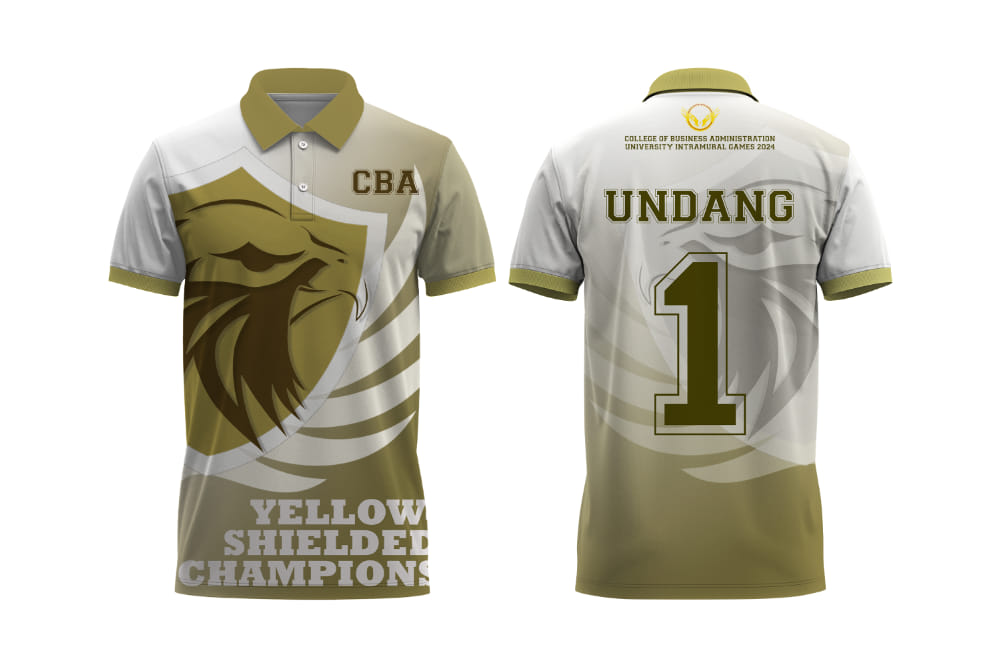 CBA
YELLOW
SHIELDED
CHAMPIONS
COLLEGE OF BUSINESS ADMINISTRATION
UNIVERSITY INTRAMURAL GAMES 2024
UNDANG
1